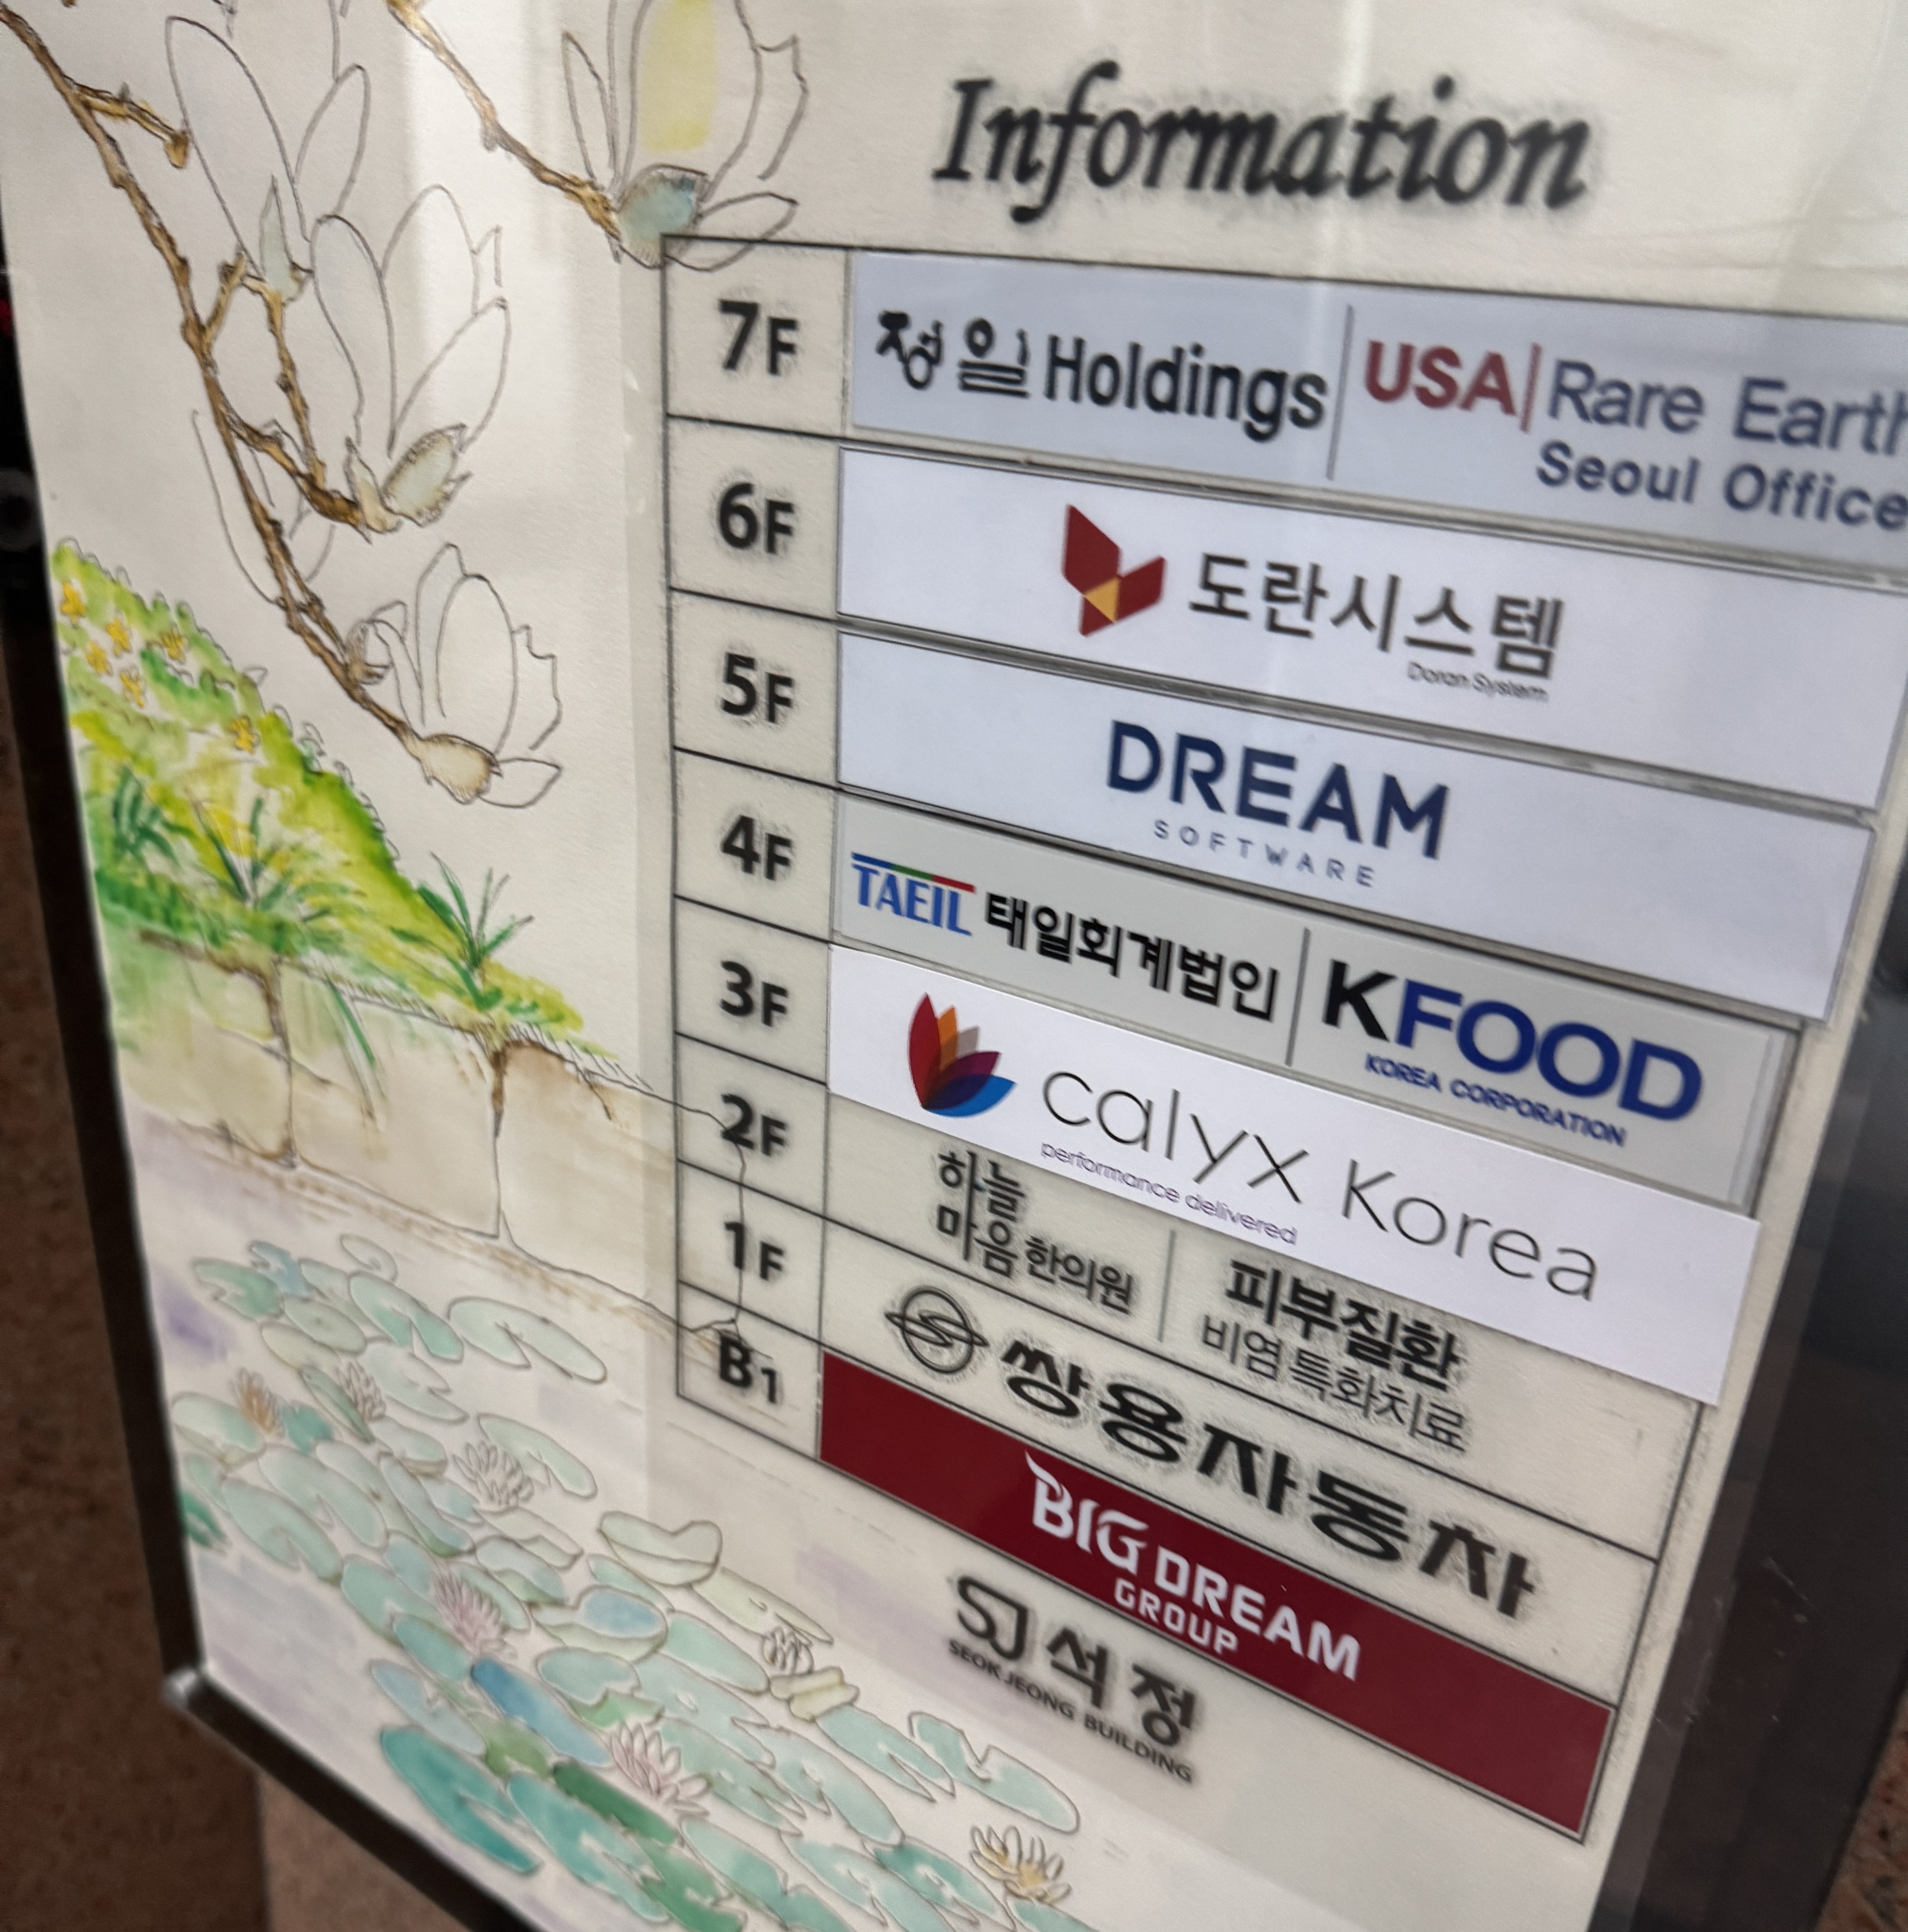 Information
7F
정일 Holdings
USA Rare Earth
Seoul Office
6F
도란시스템
Doran System
5F
DREAM
SOFTWARE
4F
TAEIL 태일회계법인
KFOOD
KOREA CORPORATION
3F
calyx Korea
performance delivered
2F
하늘
마음 한의원
피부질환
비염 특화치료
1F
쌍용자동차
B1
BIG DREAM
GROUP
SJ 석정
SEOK JEONG BUILDING